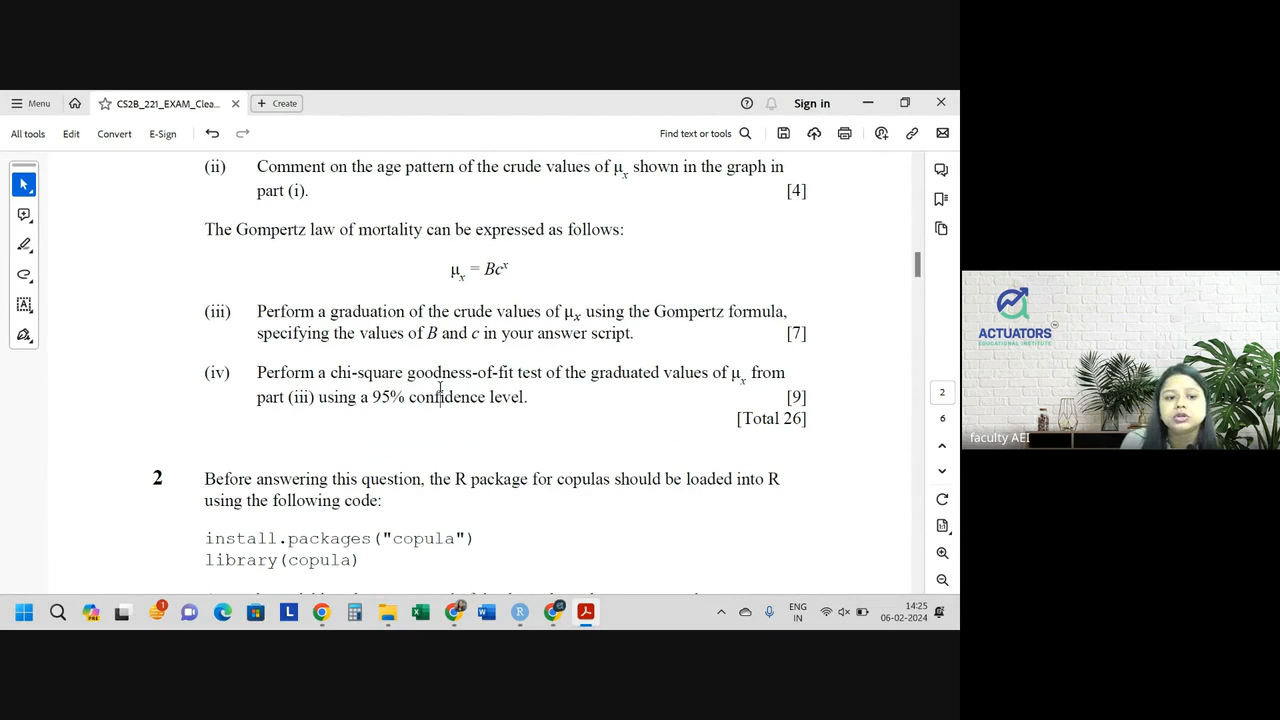 Menu
CS2B_221_EXAM_Clea...
Create
Sign in
All tools
Edit
Convert
E-Sign
Find text or tools
(ii) Comment on the age pattern of the crude values of μx shown in the graph in
part (i). [4]
The Gompertz law of mortality can be expressed as follows:
μx = Bc^x
(iii) Perform a graduation of the crude values of μx using the Gompertz formula,
specifying the values of B and c in your answer script. [7]
(iv) Perform a chi-square goodness-of-fit test of the graduated values of μx from
part (iii) using a 95% confidence level. [9]
[Total 26]
2 Before answering this question, the R package for copulas should be loaded into R
using the following code:
install.packages("copula")
library(copula)
2
6
ACTUATORS
EDUCATIONAL INSTITUTE
faculty AEI
ENG
IN
14:25
06-02-2024